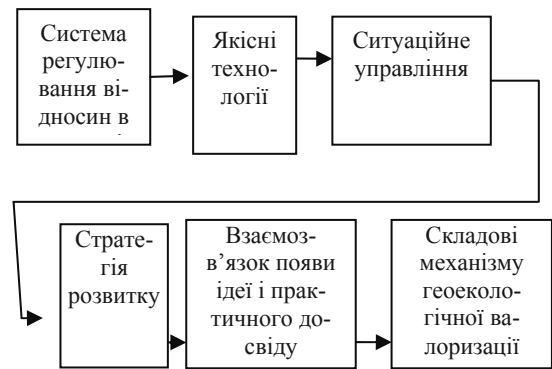 Система
регулю-
вання ві-
дносин в
Якісні
техно-
логії
Ситуаційне
управління
Страте-
гія
розвитку
Взаємоз-
в’язок появи
ідеї і прак-
тичного до-
свіду
Складові
механізму
геоеколо-
гічної ва-
лоризації